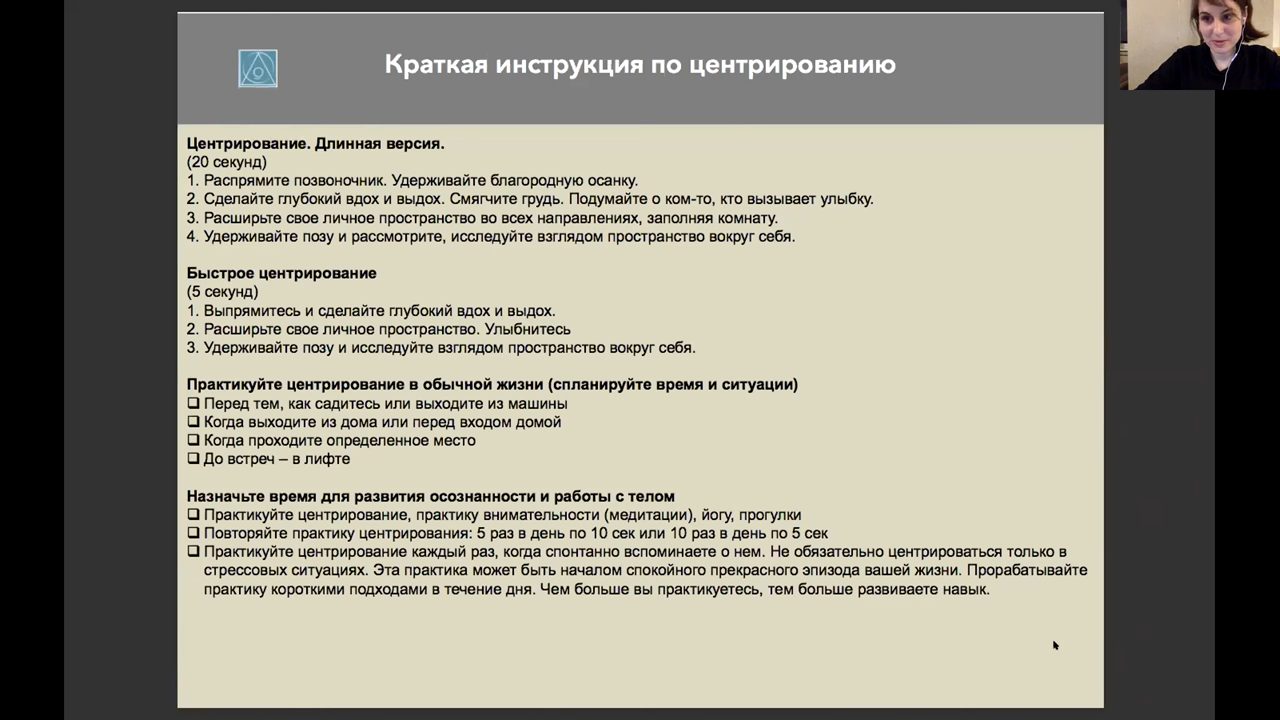 Краткая инструкция по центрированию
Центрирование. Длинная версия.
(20 секунд)
1. Распрямите позвоночник. Удерживайте благородную осанку.
2. Сделайте глубокий вдох и выдох. Смягчите грудь. Подумайте о ком-то, кто вызывает улыбку.
3. Расширьте свое личное пространство во всех направлениях, заполняя комнату.
4. Удерживайте позу и рассмотрите, исследуйте взглядом пространство вокруг себя.
Быстрое центрирование
(5 секунд)
1. Выпрямитесь и сделайте глубокий вдох и выдох.
2. Расширьте свое личное пространство. Улыбнитесь
3. Удерживайте позу и исследуйте взглядом пространство вокруг себя.
Практикуйте центрирование в обычной жизни (спланируйте время и ситуации)
❑ Перед тем, как садитесь или выходите из машины
❑ Когда выходите из дома или перед входом домой
❑ Когда проходите определенное место
❑ До встреч – в лифте
Назначьте время для развития осознанности и работы с телом
❑ Практикуйте центрирование, практику внимательности (медитации), йогу, прогулки
❑ Повторяйте практику центрирования: 5 раз в день по 10 сек или 10 раз в день по 5 сек
❑ Практикуйте центрирование каждый раз, когда спонтанно вспоминаете о нем. Не обязательно центрироваться только в
стрессовых ситуациях. Эта практика может быть началом спокойного прекрасного эпизода вашей жизни. Прорабатывайте
практику короткими подходами в течение дня. Чем больше вы практикуетесь, тем больше развиваете навык.